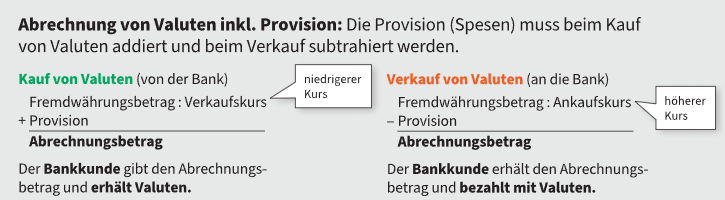 Abrechnung von Valuten inkl. Provision: Die Provision (Spesen) muss beim Kauf
von Valuten addiert und beim Verkauf subtrahiert werden.
Kauf von Valuten (von der Bank)
niedrigerer
Kurs
Fremdwährungsbetrag : Verkaufskurs
+ Provision
Abrechnungsbetrag
Der Bankkunde gibt den Abrechnungs-
betrag und erhält Valuten.
Verkauf von Valuten (an die Bank)
höherer
Kurs
Fremdwährungsbetrag : Ankaufskurs
– Provision
Abrechnungsbetrag
Der Bankkunde erhält den Abrechnungs-
betrag und bezahlt mit Valuten.